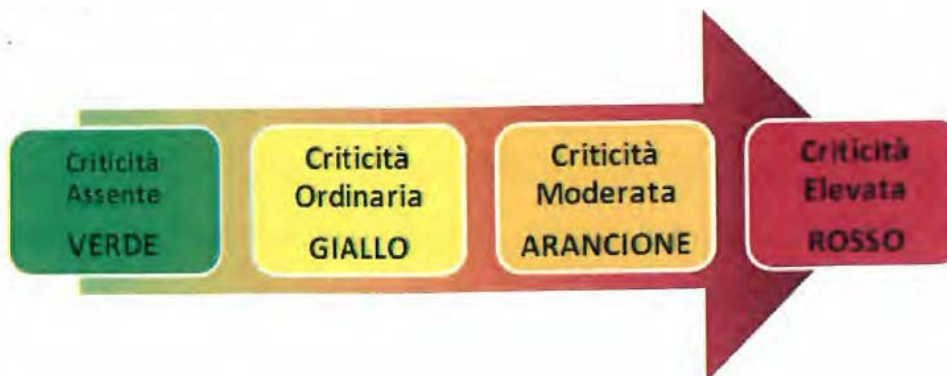 Criticità
Assente
VERDE
Criticità
Ordinaria
GIALLO
Criticità
Moderata
ARANCIONE
Criticità
Elevata
ROSSO